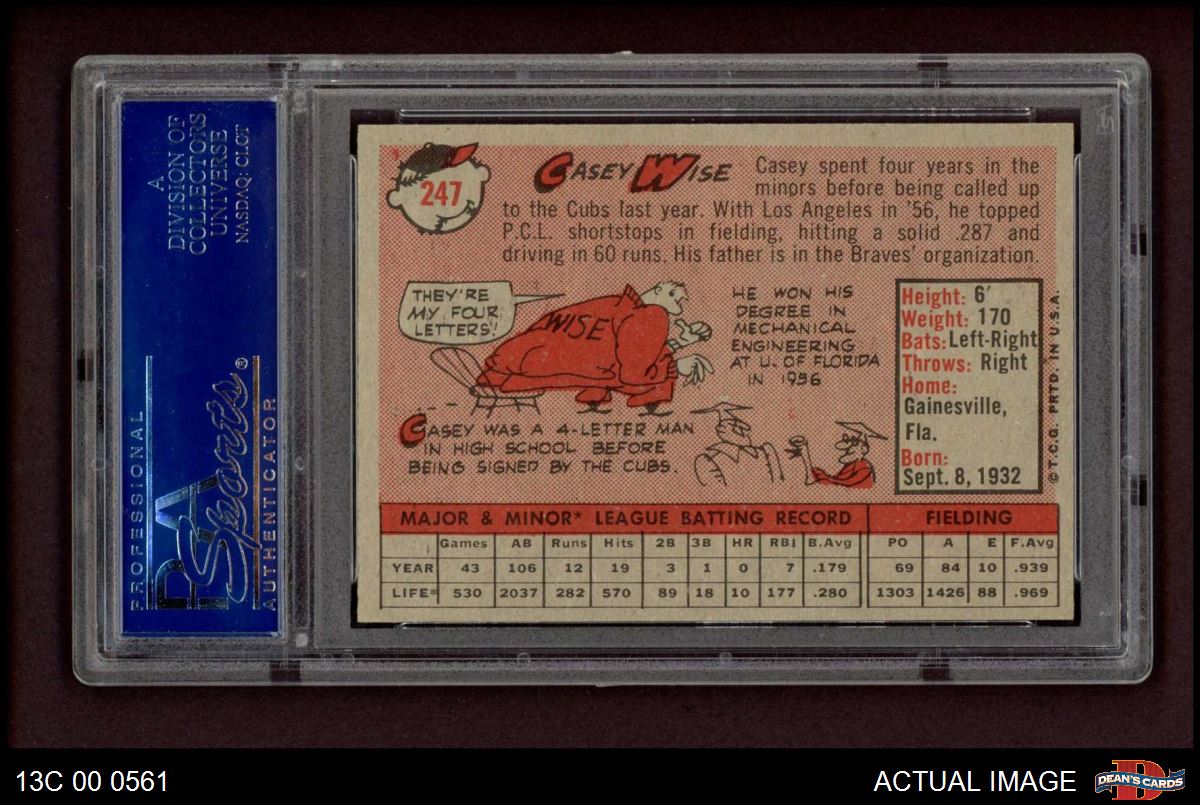 A
DIVISION OF
COLLECTORS
UNIVERSE
NASDAQ: CLCT
PROFESSIONAL
PSA
Sports®
AUTHENTICATOR
247
CASEY WISE
Casey spent four years in the
minors before being called up
to the Cubs last year. With Los Angeles in '56, he topped
P.C.L. shortstops in fielding, hitting a solid .287 and
driving in 60 runs. His father is in the Braves' organization.
THEY'RE
MY FOUR
LETTERS!
WISE
HE WON HIS
DEGREE IN
MECHANICAL
ENGINEERING
AT U. OF FLORIDA
IN 1956
CASEY WAS A 4-LETTER MAN
IN HIGH SCHOOL BEFORE
BEING SIGNED BY THE CUBS.
Height: 6'
Weight: 170
Bats: Left-Right
Throws: Right
Home:
Gainesville,
Fla.
Born:
Sept. 8, 1932
© T.C.G. PRTD. IN U.S.A.
MAJOR & MINOR* LEAGUE BATTING RECORD FIELDING
Games AB Runs Hits 2B 3B HR RBI B.Avg PO A E F.Avg
YEAR 43 106 12 19 3 1 0 7 .179 69 84 10 .939
LIFE* 530 2037 282 570 89 18 10 177 .280 1303 1426 88 .969
13C 00 0561
ACTUAL IMAGE
D
DEAN'S CARDS